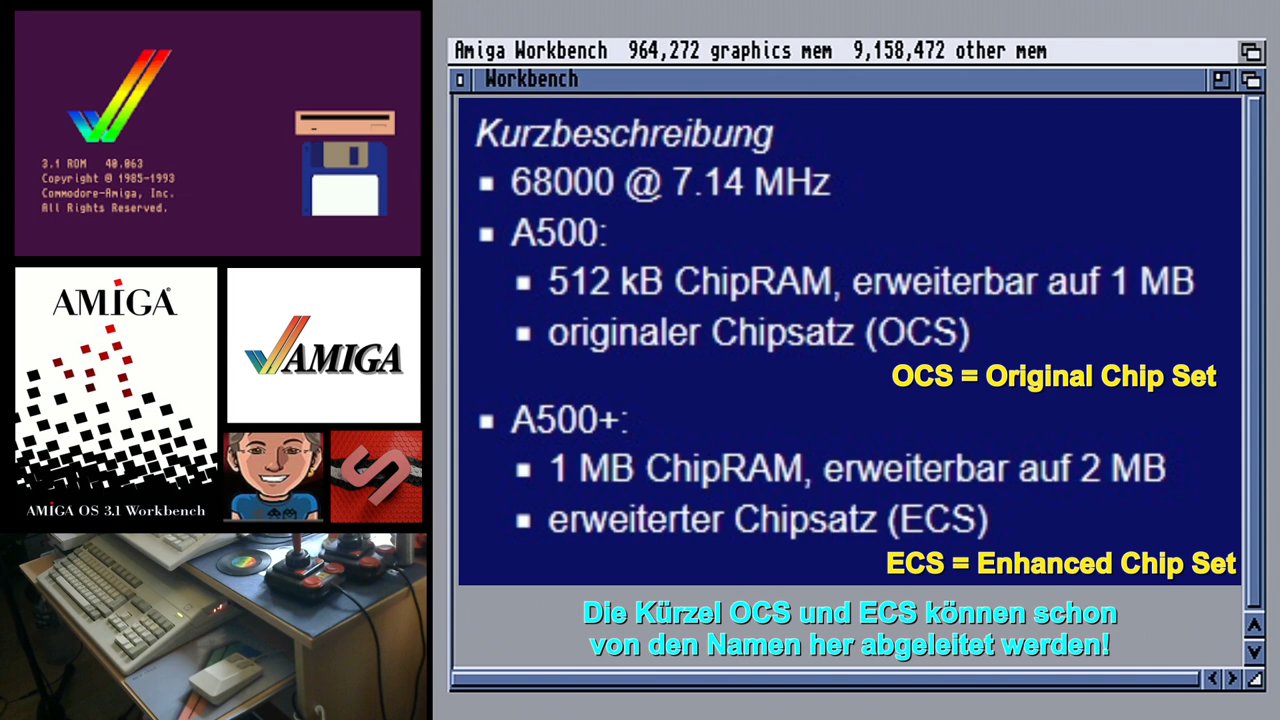 3.1 ROM 40.063
Copyright © 1985-1993
Commodore-Amiga, Inc.
All Rights Reserved.
AMIGA®
AMIGA OS 3.1 Workbench
AMIGA
S
Amiga Workbench 964,272 graphics mem 9,158,472 other mem
Workbench
Kurzbeschreibung
▪ 68000 @ 7.14 MHz
▪ A500:
▪ 512 kB ChipRAM, erweiterbar auf 1 MB
▪ originaler Chipsatz (OCS)
OCS = Original Chip Set
▪ A500+:
▪ 1 MB ChipRAM, erweiterbar auf 2 MB
▪ erweiterter Chipsatz (ECS)
ECS = Enhanced Chip Set
Die Kürzel OCS und ECS können schon
von den Namen her abgeleitet werden!